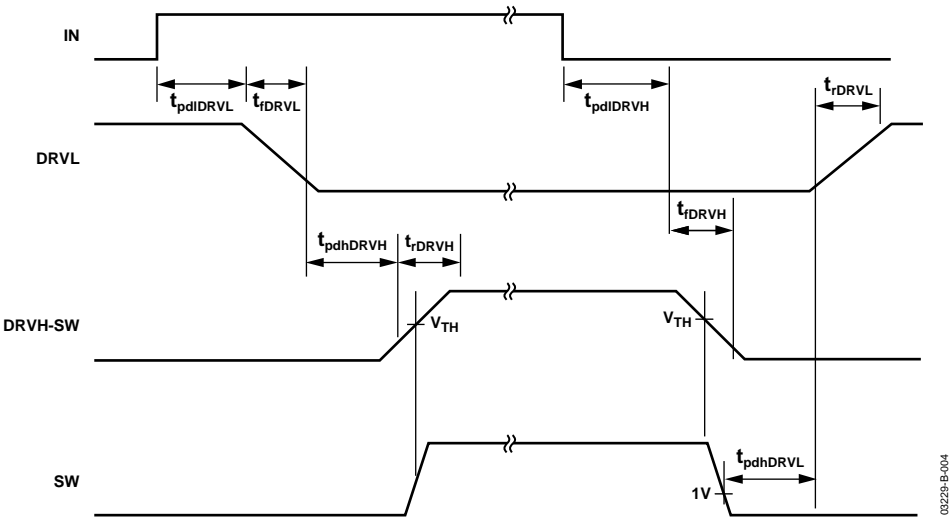 IN
tpdlDRVL
tfDRVL
tpdlDRVH
trDRVL
DRVL
tfDRVH
tpdhDRVH
trDRVH
DRVH-SW
VTH
VTH
SW
tpdhDRVL
1V
03229-B-004